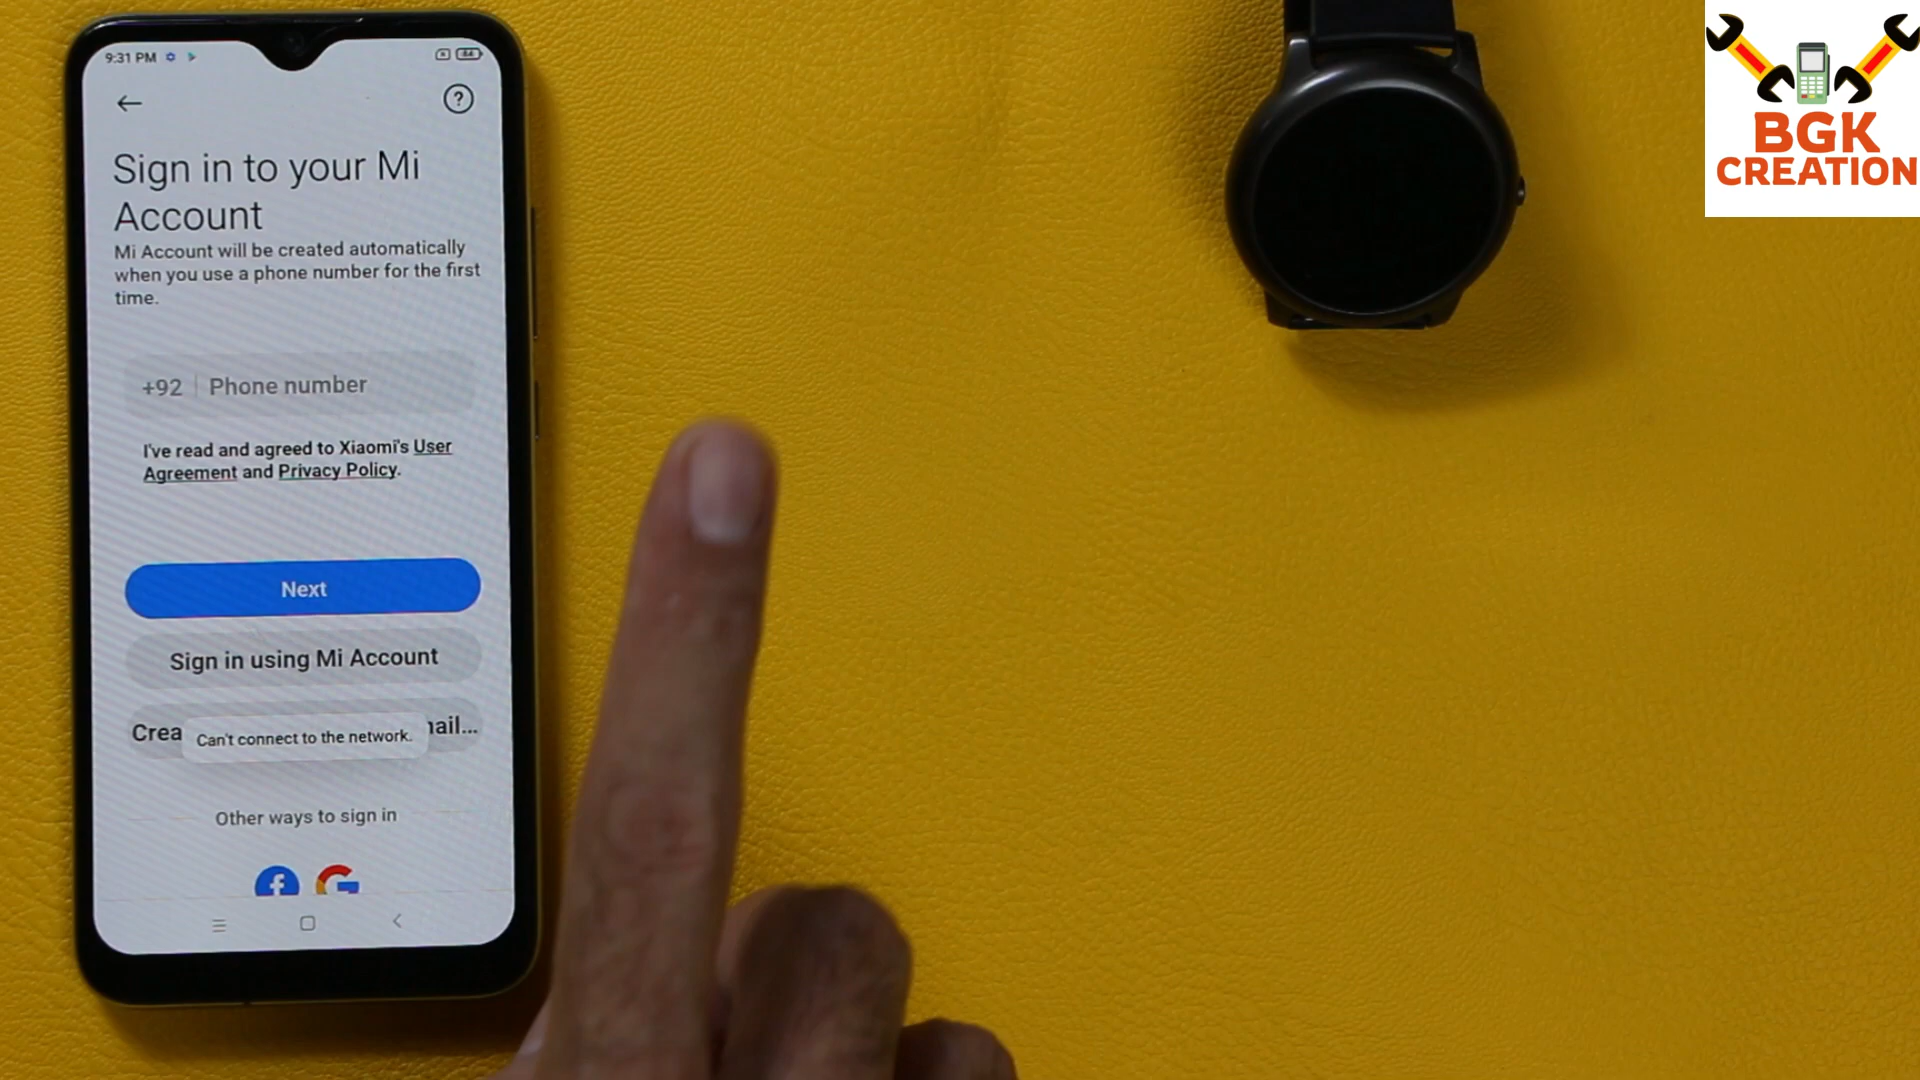 9:31 PM
84
?
Sign in to your Mi
Account
Mi Account will be created automatically
when you use a phone number for the first
time.
+92 Phone number
I've read and agreed to Xiaomi's User
Agreement and Privacy Policy.
Next
Sign in using Mi Account
Crea
ail...
Can't connect to the network.
Other ways to sign in
BGK
CREATION